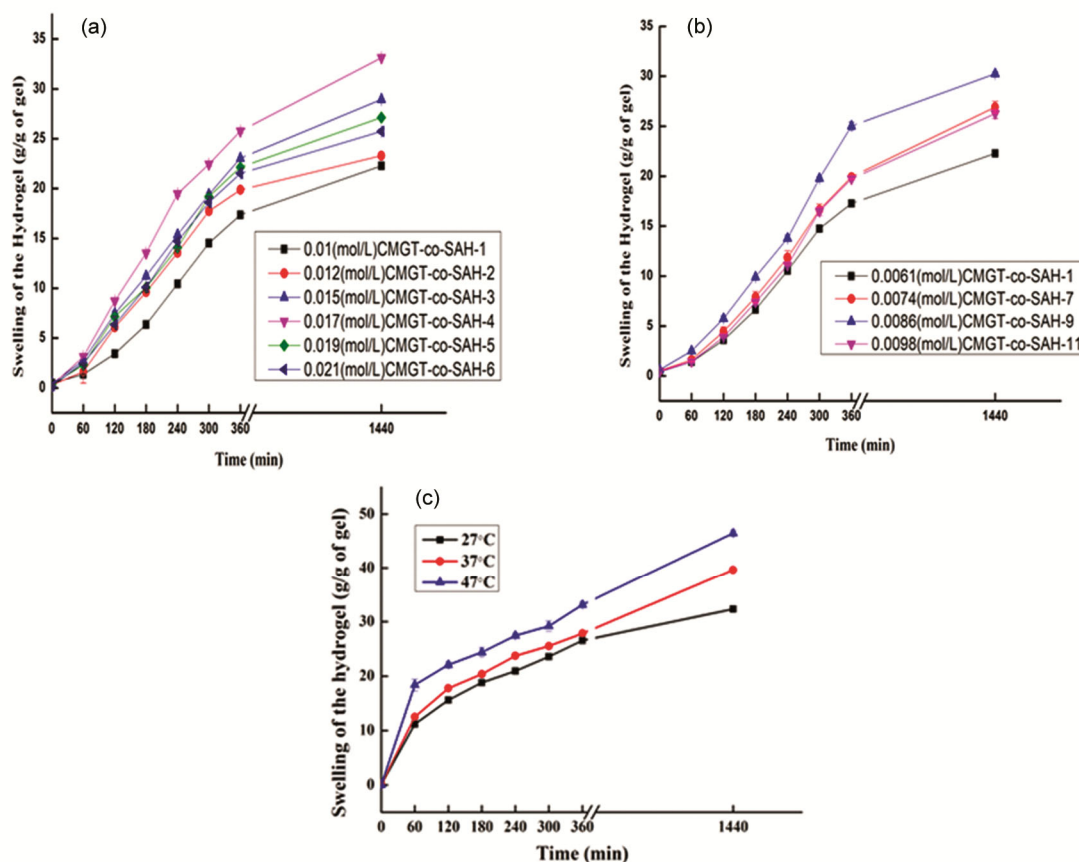 (a)
Swelling of the Hydrogel (g/g of gel)
35
30
25
20
15
10
5
0
0.01(mol/L)CMGT-co-SAH-1
0.012(mol/L)CMGT-co-SAH-2
0.015(mol/L)CMGT-co-SAH-3
0.017(mol/L)CMGT-co-SAH-4
0.019(mol/L)CMGT-co-SAH-5
0.021(mol/L)CMGT-co-SAH-6
0 60 120 180 240 300 360 1440
Time (min)
(b)
Swelling of the Hydrogel (g/g of gel)
35
30
25
20
15
10
5
0
0.0061(mol/L)CMGT-co-SAH-1
0.0074(mol/L)CMGT-co-SAH-7
0.0086(mol/L)CMGT-co-SAH-9
0.0098(mol/L)CMGT-co-SAH-11
0 60 120 180 240 300 360 1440
Time (min)
(c)
Swelling of the hydrogel (g/g of gel)
50
40
30
20
10
0
27°C
37°C
47°C
0 60 120 180 240 300 360 1440
Time (min)